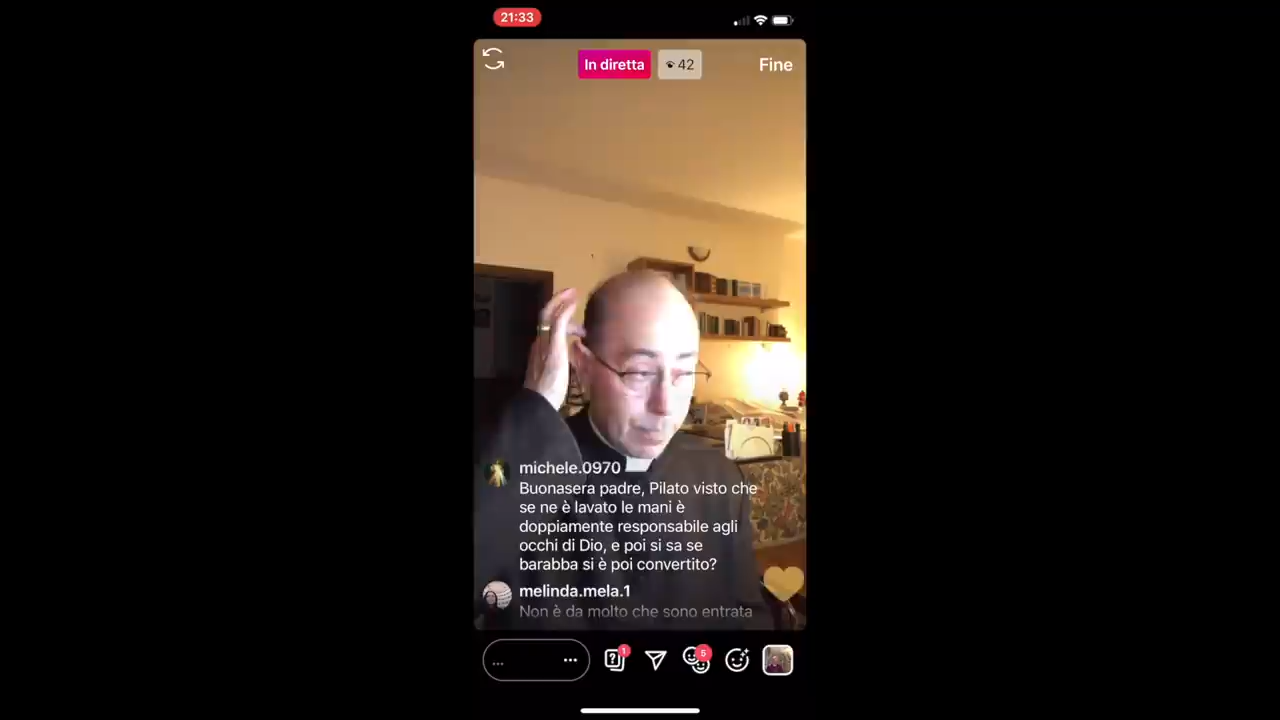 21:33
In diretta
42
Fine
michele.0970
Buonasera padre, Pilato visto che
se ne è lavato le mani è
doppiamente responsabile agli
occhi di Dio, e poi si sa se
barabba si è poi convertito?
melinda.mela.1
Non è da molto che sono entrata
...
1
5